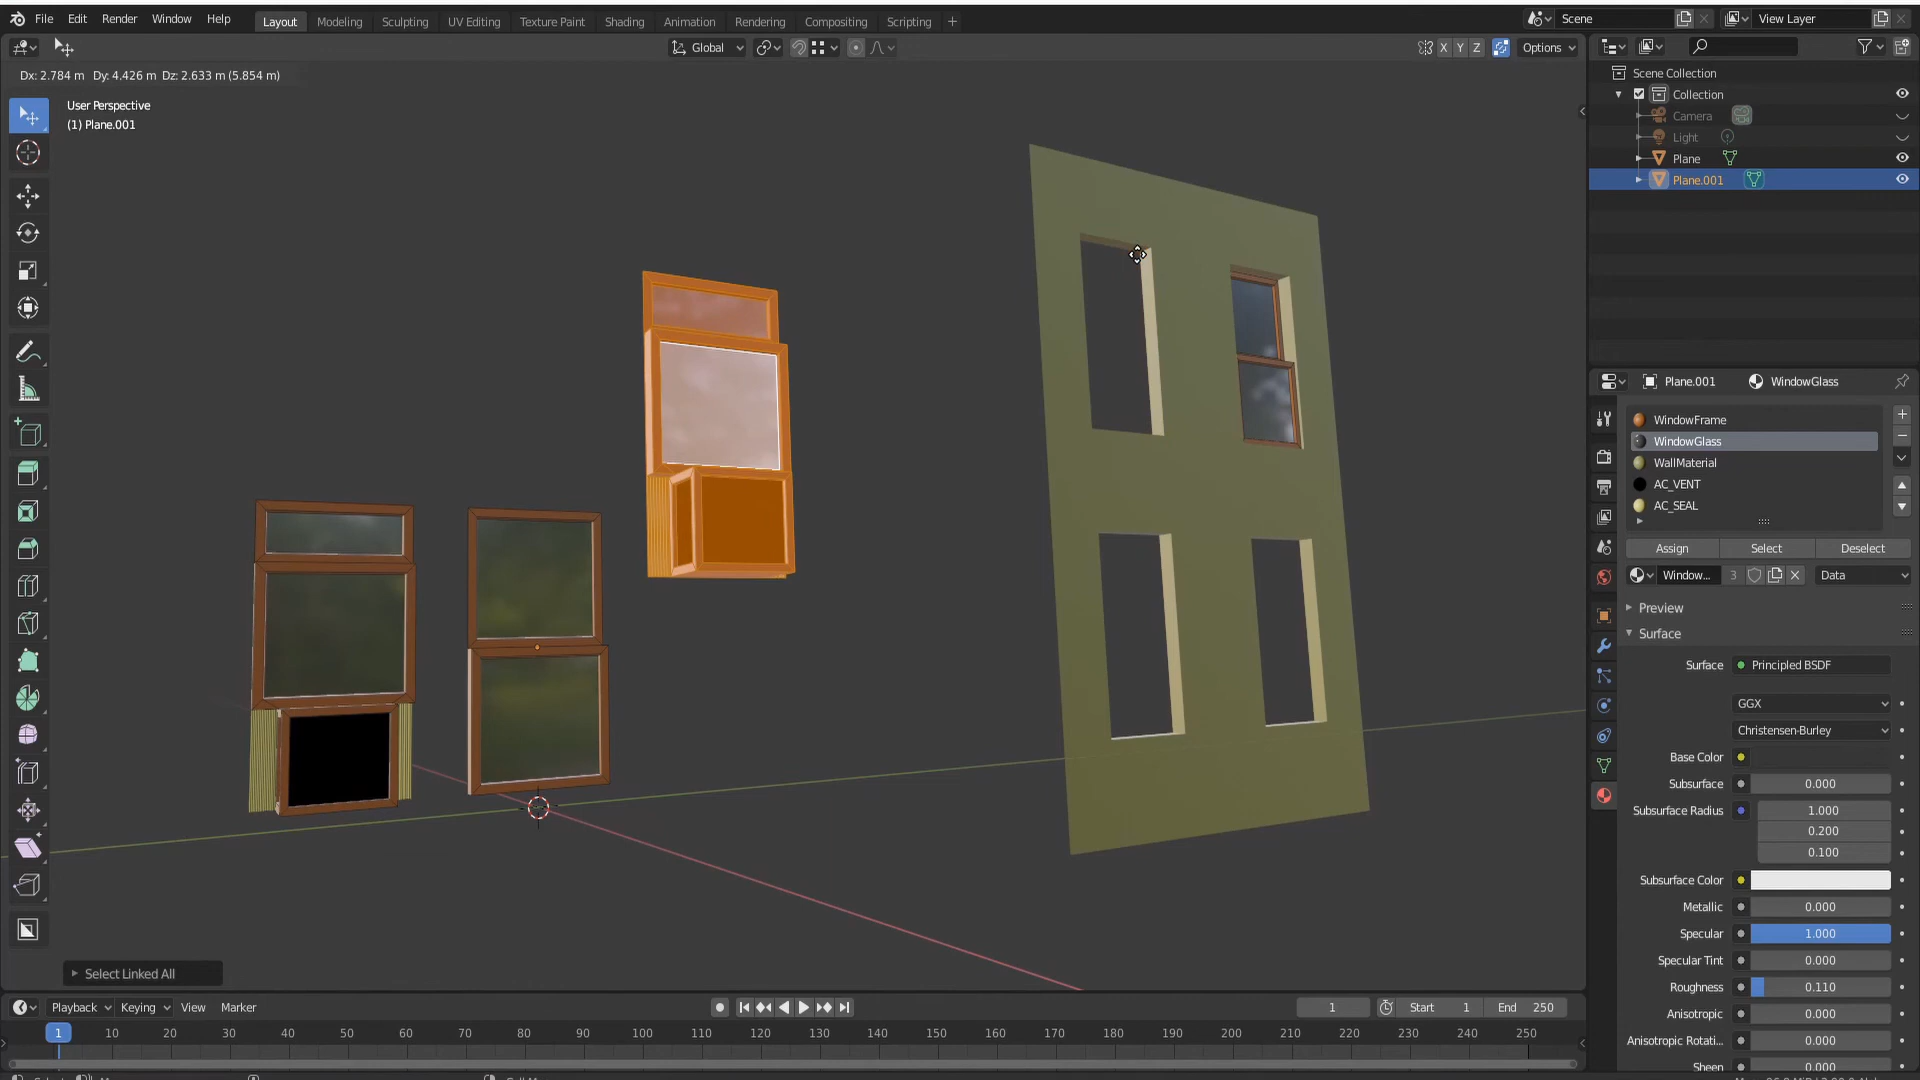 File Edit Render Window Help Layout Modeling Sculpting UV Editing Texture Paint Shading Animation Rendering Compositing Scripting + Scene View Layer
Global X Y Z Options
Dx: 2.784 m Dy: 4.426 m Dz: 2.633 m (5.854 m)
User Perspective
(1) Plane.001
Select Linked All
Scene Collection
Collection
Camera
Light
Plane
Plane.001
Plane.001 WindowGlass
WindowFrame
WindowGlass
WallMaterial
AC_VENT
AC_SEAL
Assign Select Deselect
Window... 3 Data
Preview
Surface
Surface Principled BSDF
GGX
Christensen-Burley
Base Color
Subsurface 0.000
Subsurface Radius 1.000
0.200
0.100
Subsurface Color
Metallic 0.000
Specular 1.000
Specular Tint 0.000
Roughness 0.110
Anisotropic 0.000
Anisotropic Rotati... 0.000
Sheen 0.000
Playback Keying View Marker 1 Start 1 End 250
1 10 20 30 40 50 60 70 80 90 100 110 120 130 140 150 160 170 180 190 200 210 220 230 240 250